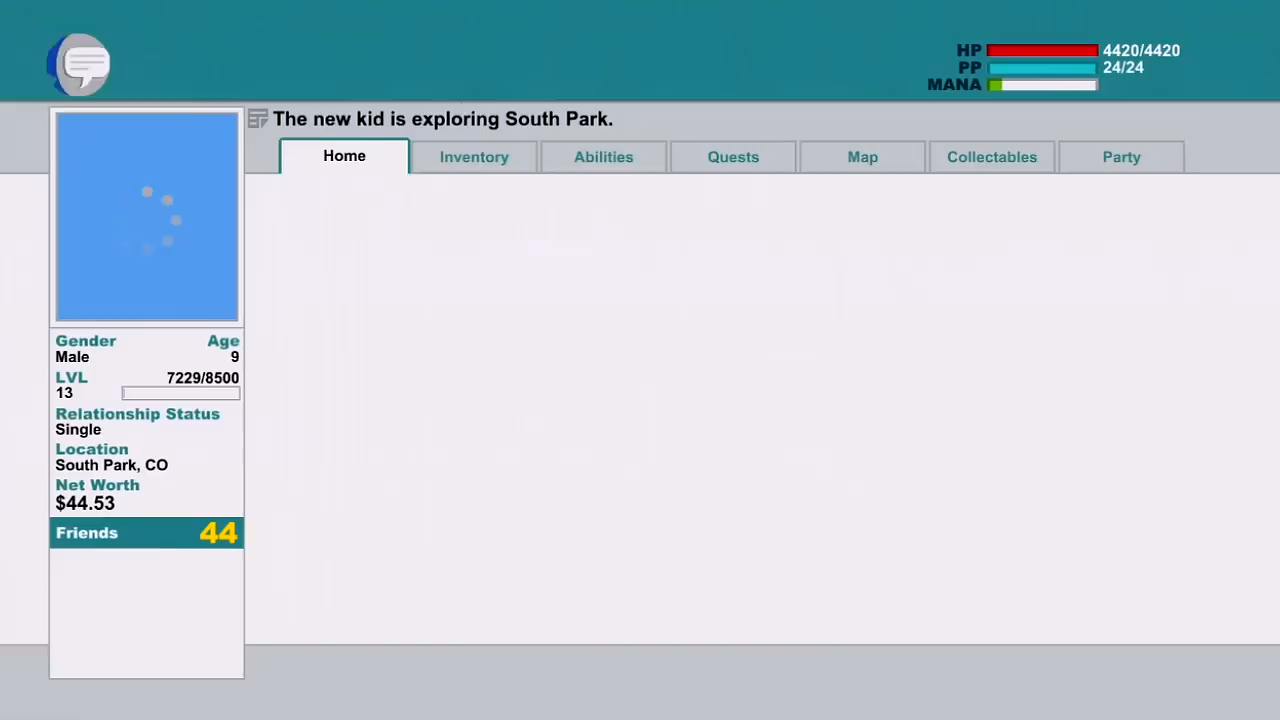 HP 4420/4420
PP 24/24
MANA
The new kid is exploring South Park.
Home Inventory Abilities Quests Map Collectables Party
Gender Age
Male 9
LVL 7229/8500
13
Relationship Status
Single
Location
South Park, CO
Net Worth
$44.53
Friends 44